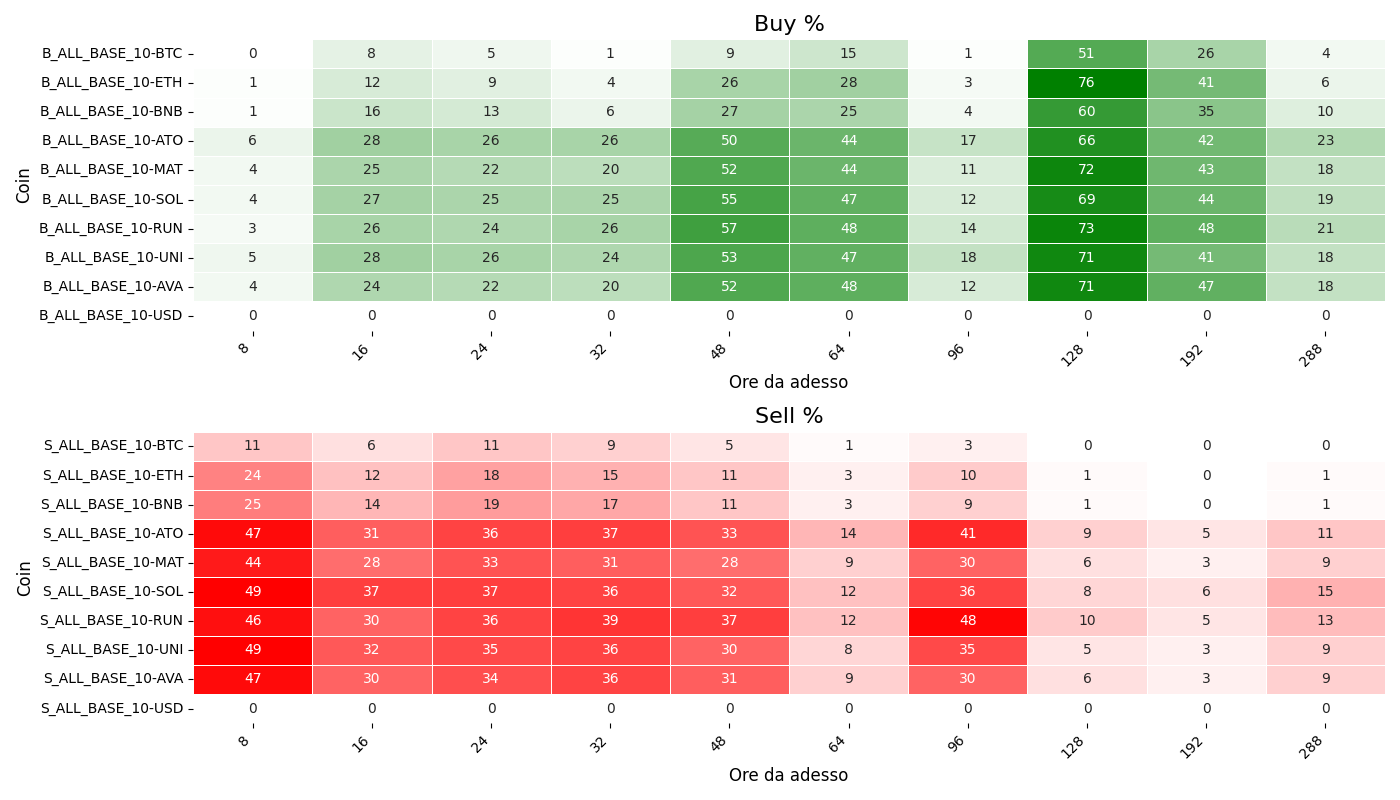 Buy %
Coin
B_ALL_BASE_10-BTC 0 8 5 1 9 15 1 51 26 4
B_ALL_BASE_10-ETH 1 12 9 4 26 28 3 76 41 6
B_ALL_BASE_10-BNB 1 16 13 6 27 25 4 60 35 10
B_ALL_BASE_10-ATO 6 28 26 26 50 44 17 66 42 23
B_ALL_BASE_10-MAT 4 25 22 20 52 44 11 72 43 18
B_ALL_BASE_10-SOL 4 27 25 25 55 47 12 69 44 19
B_ALL_BASE_10-RUN 3 26 24 26 57 48 14 73 48 21
B_ALL_BASE_10-UNI 5 28 26 24 53 47 18 71 41 18
B_ALL_BASE_10-AVA 4 24 22 20 52 48 12 71 47 18
B_ALL_BASE_10-USD 0 0 0 0 0 0 0 0 0 0
8 16 24 32 48 64 96 128 192 288
Ore da adesso
Sell %
Coin
S_ALL_BASE_10-BTC 11 6 11 9 5 1 3 0 0 0
S_ALL_BASE_10-ETH 24 12 18 15 11 3 10 1 0 1
S_ALL_BASE_10-BNB 25 14 19 17 11 3 9 1 0 1
S_ALL_BASE_10-ATO 47 31 36 37 33 14 41 9 5 11
S_ALL_BASE_10-MAT 44 28 33 31 28 9 30 6 3 9
S_ALL_BASE_10-SOL 49 37 37 36 32 12 36 8 6 15
S_ALL_BASE_10-RUN 46 30 36 39 37 12 48 10 5 13
S_ALL_BASE_10-UNI 49 32 35 36 30 8 35 5 3 9
S_ALL_BASE_10-AVA 47 30 34 36 31 9 30 6 3 9
S_ALL_BASE_10-USD 0 0 0 0 0 0 0 0 0 0
8 16 24 32 48 64 96 128 192 288
Ore da adesso